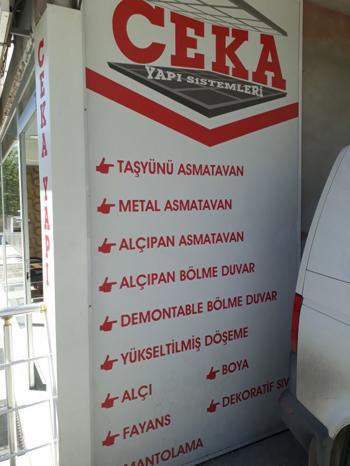 CEKA
YAPI SİSTEMLERİ
CEKA YAPI
TAŞYÜNÜ ASMATAVAN
METAL ASMATAVAN
ALÇIPAN ASMATAVAN
ALÇIPAN BÖLME DUVAR
DEMONTABLE BÖLME DUVAR
YÜKSELTİLMİŞ DÖŞEME
ALÇI
BOYA
FAYANS
DEKORATİF
MANTOLAMA